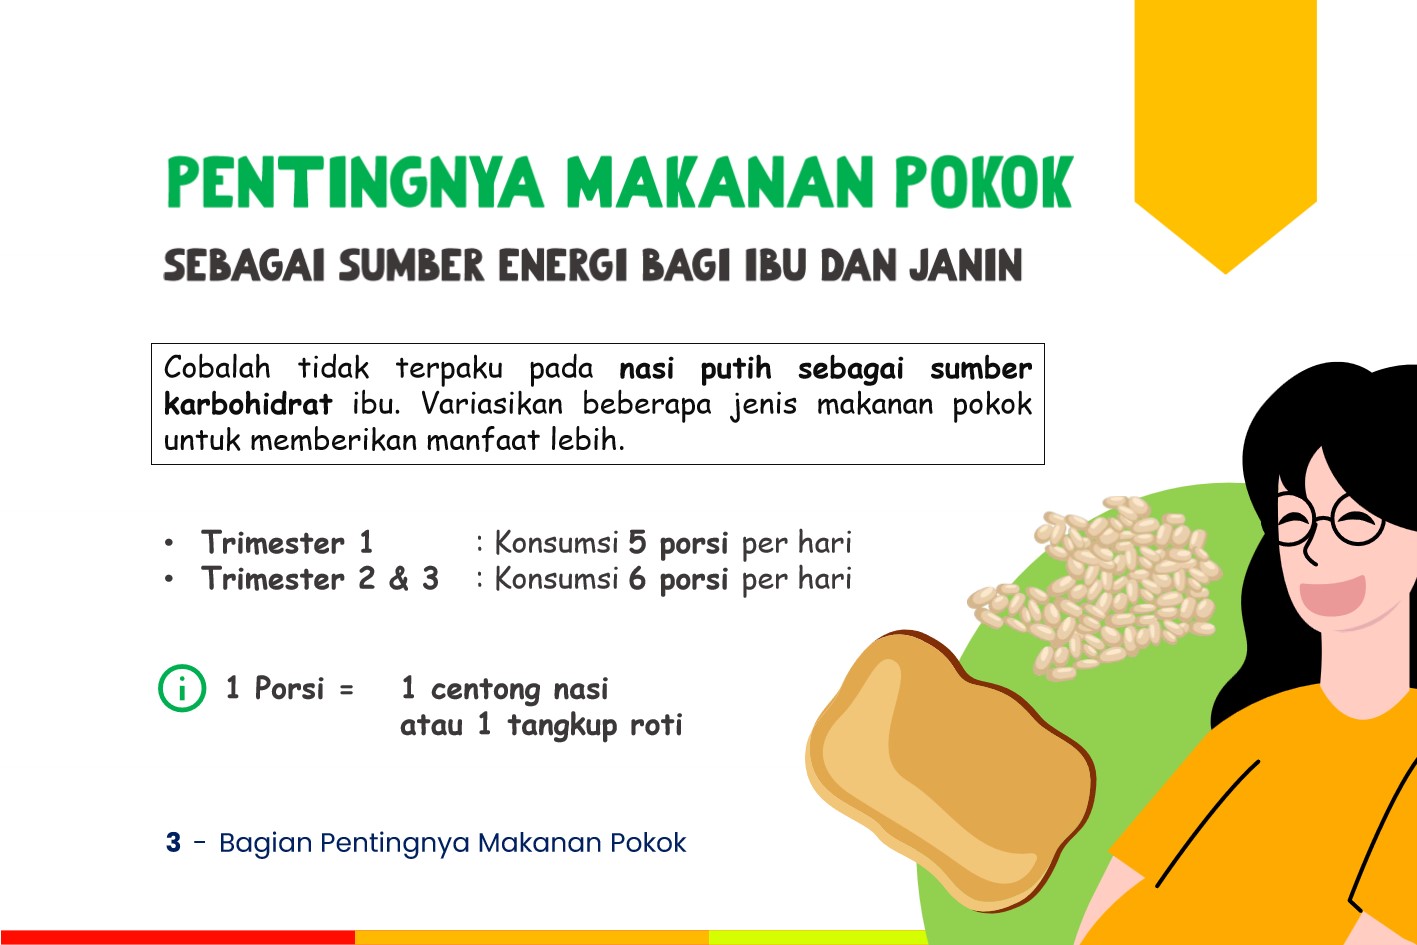 PENTINGNYA MAKANAN POKOK
SEBAGAI SUMBER ENERGI BAGI IBU DAN JANIN
Cobalah tidak terpaku pada nasi putih sebagai sumber
karbohidrat ibu. Variasikan beberapa jenis makanan pokok
untuk memberikan manfaat lebih.
• Trimester 1 : Konsumsi 5 porsi per hari
• Trimester 2 & 3 : Konsumsi 6 porsi per hari
1 Porsi = 1 centong nasi
atau 1 tangkup roti
3 - Bagian Pentingnya Makanan Pokok